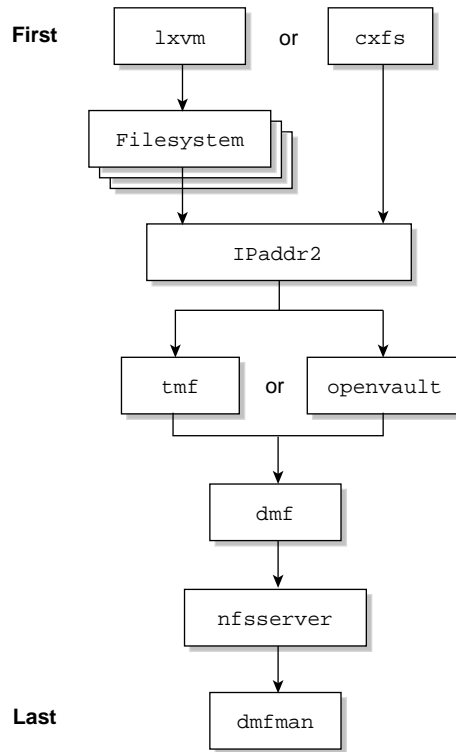 First
lxvm or cxfs
Filesystem
IPaddr2
tmf or openvault
dmf
nfsserver
Last
dmfman